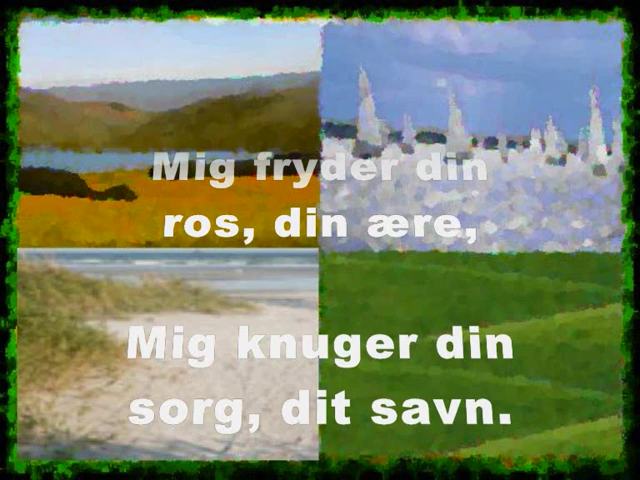 Mig fryder din
ros, din ære,
Mig knuger din
sorg, dit savn.